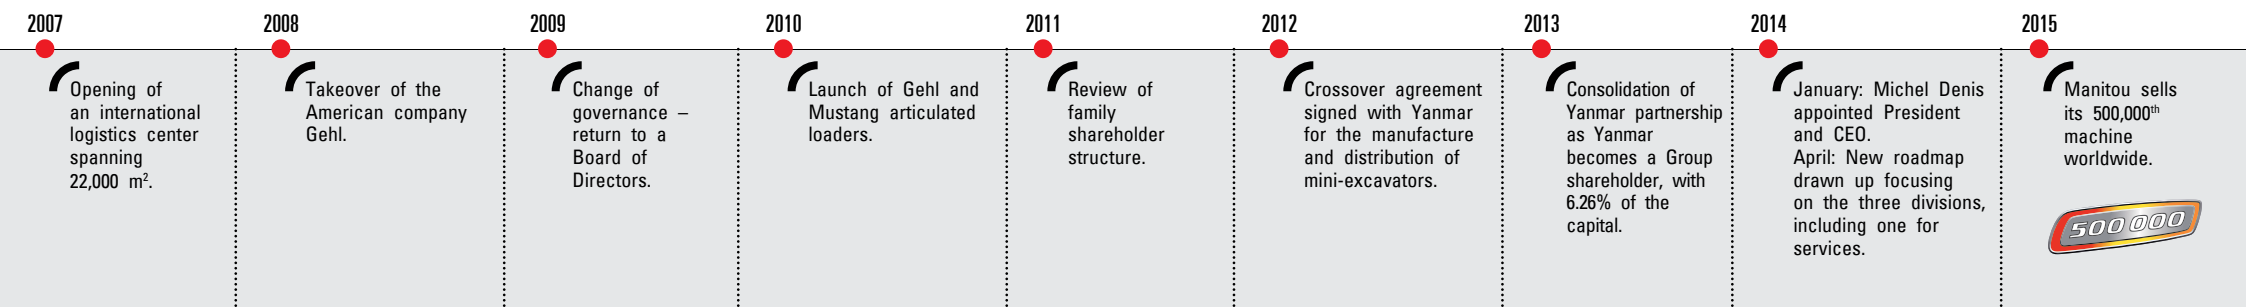 2007
Opening of
an international
logistics center
spanning
22,000 m².
2008
Takeover of the
American company
Gehl.
2009
Change of
governance –
return to a
Board of
Directors.
2010
Launch of Gehl and
Mustang articulated
loaders.
2011
Review of
family
shareholder
structure.
2012
Crossover agreement
signed with Yanmar
for the manufacture
and distribution of
mini-excavators.
2013
Consolidation of
Yanmar partnership
as Yanmar
becomes a Group
shareholder, with
6.26% of the
capital.
2014
January: Michel Denis
appointed President
and CEO.
April: New roadmap
drawn up focusing
on the three divisions,
including one for
services.
2015
Manitou sells
its 500,000th
machine
worldwide.
500 000